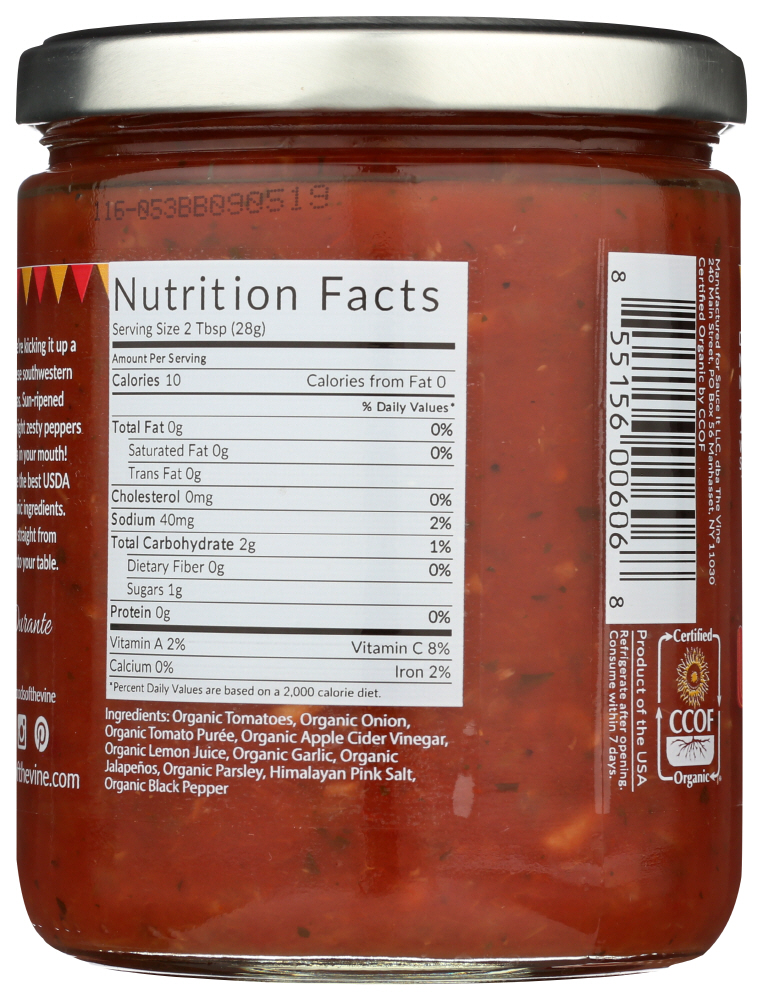 116-053BB090519
kicking it up a
southwestern
Sun-ripened
zesty peppers
in your mouth!
the best USDA
ingredients.
straight from
to your table.
Nutrition Facts
Serving Size 2 Tbsp (28g)
Amount Per Serving
Calories 10 Calories from Fat 0
% Daily Values*
Total Fat 0g 0%
Saturated Fat 0g 0%
Trans Fat 0g
Cholesterol 0mg 0%
Sodium 40mg 2%
Total Carbohydrate 2g 1%
Dietary Fiber 0g 0%
Sugars 1g
Protein 0g 0%
Vitamin A 2% Vitamin C 8%
Calcium 0% Iron 2%
*Percent Daily Values are based on a 2,000 calorie diet.
Ingredients: Organic Tomatoes, Organic Onion,
Organic Tomato Purée, Organic Apple Cider Vinegar,
Organic Lemon Juice, Organic Garlic, Organic
Jalapeños, Organic Parsley, Himalayan Pink Salt,
Organic Black Pepper
Manufactured for Sauce It LLC, dba The Vine
240 Main Street, PO Box 56 Manhasset, NY 11030
Certified Organic by CCOF
8 55156 00606 8
Product of the USA
Refrigerate after opening.
Consume within 7 days.
Certified
CCOF
Organic